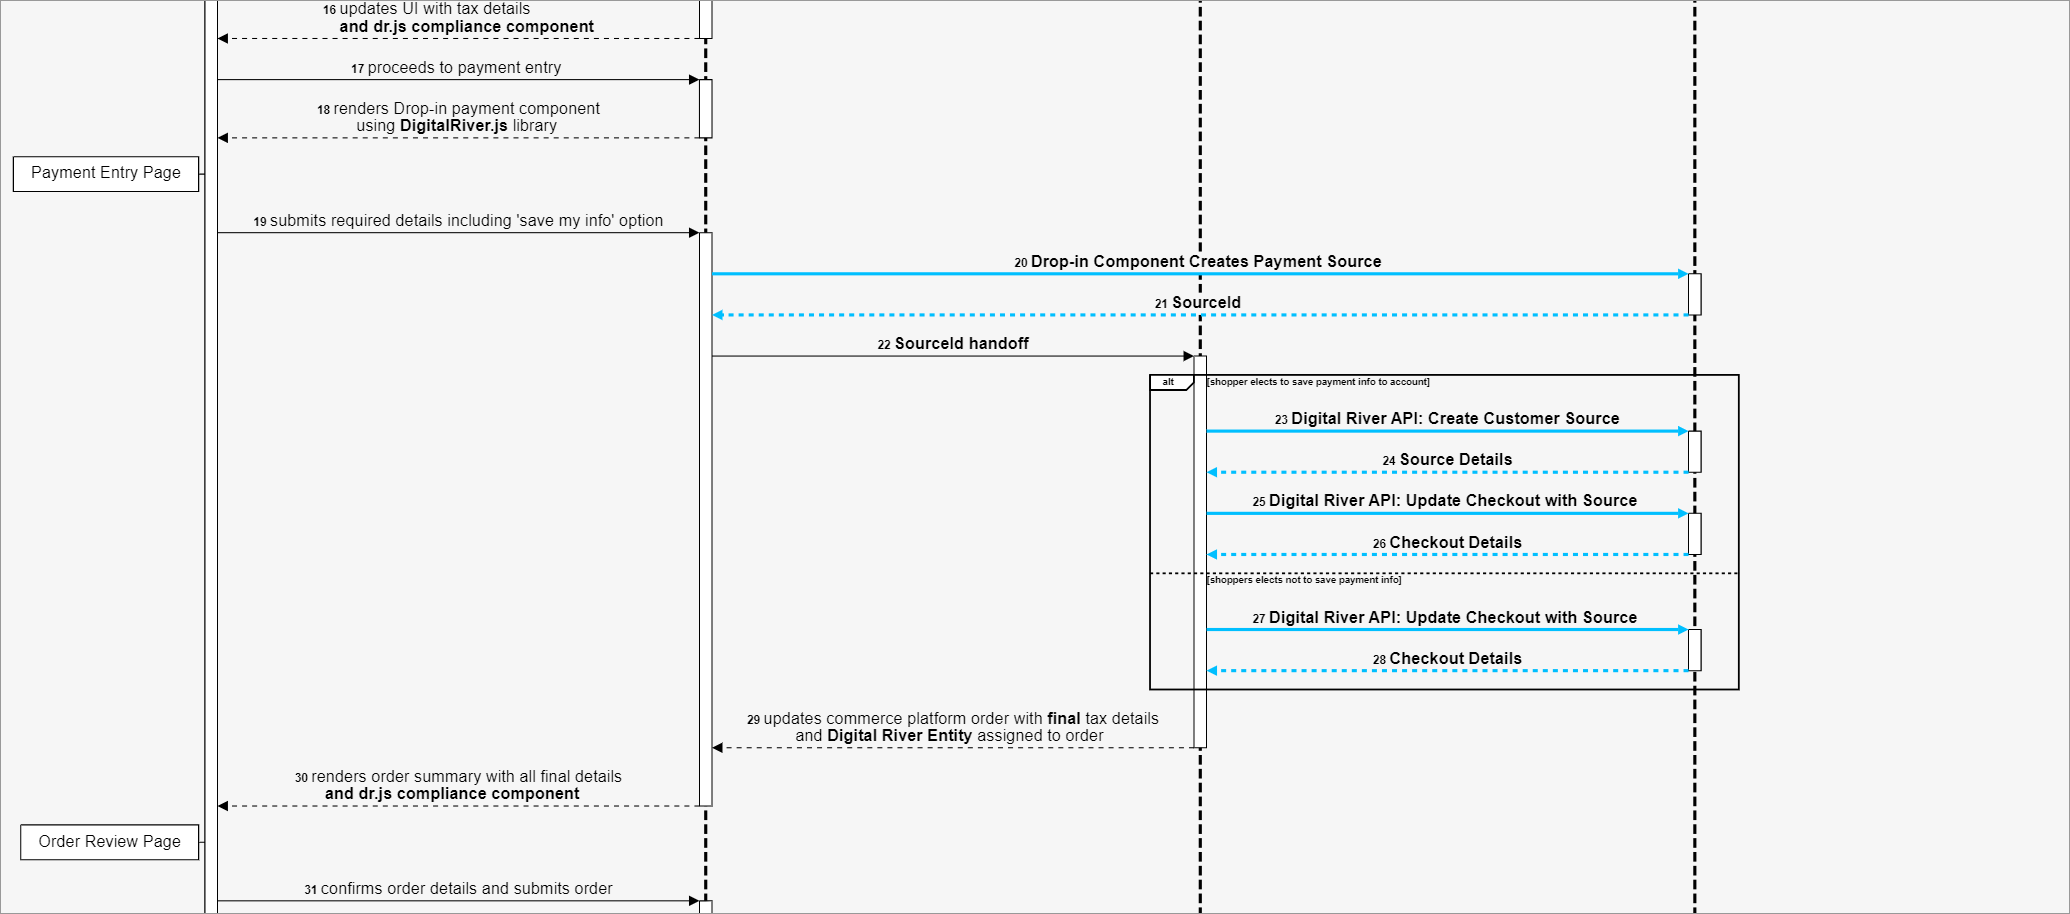 16 updates UI with tax details
and dr.js compliance component
17 proceeds to payment entry
18 renders Drop-in payment component
using DigitalRiver.js library
Payment Entry Page
19 submits required details including 'save my info' option
20 Drop-in Component Creates Payment Source
21 SourceId
22 SourceId handoff
alt [shopper elects to save payment info to account]
23 Digital River API: Create Customer Source
24 Source Details
25 Digital River API: Update Checkout with Source
26 Checkout Details
[shoppers elects not to save payment info]
27 Digital River API: Update Checkout with Source
28 Checkout Details
29 updates commerce platform order with final tax details
and Digital River Entity assigned to order
30 renders order summary with all final details
and dr.js compliance component
Order Review Page
31 confirms order details and submits order